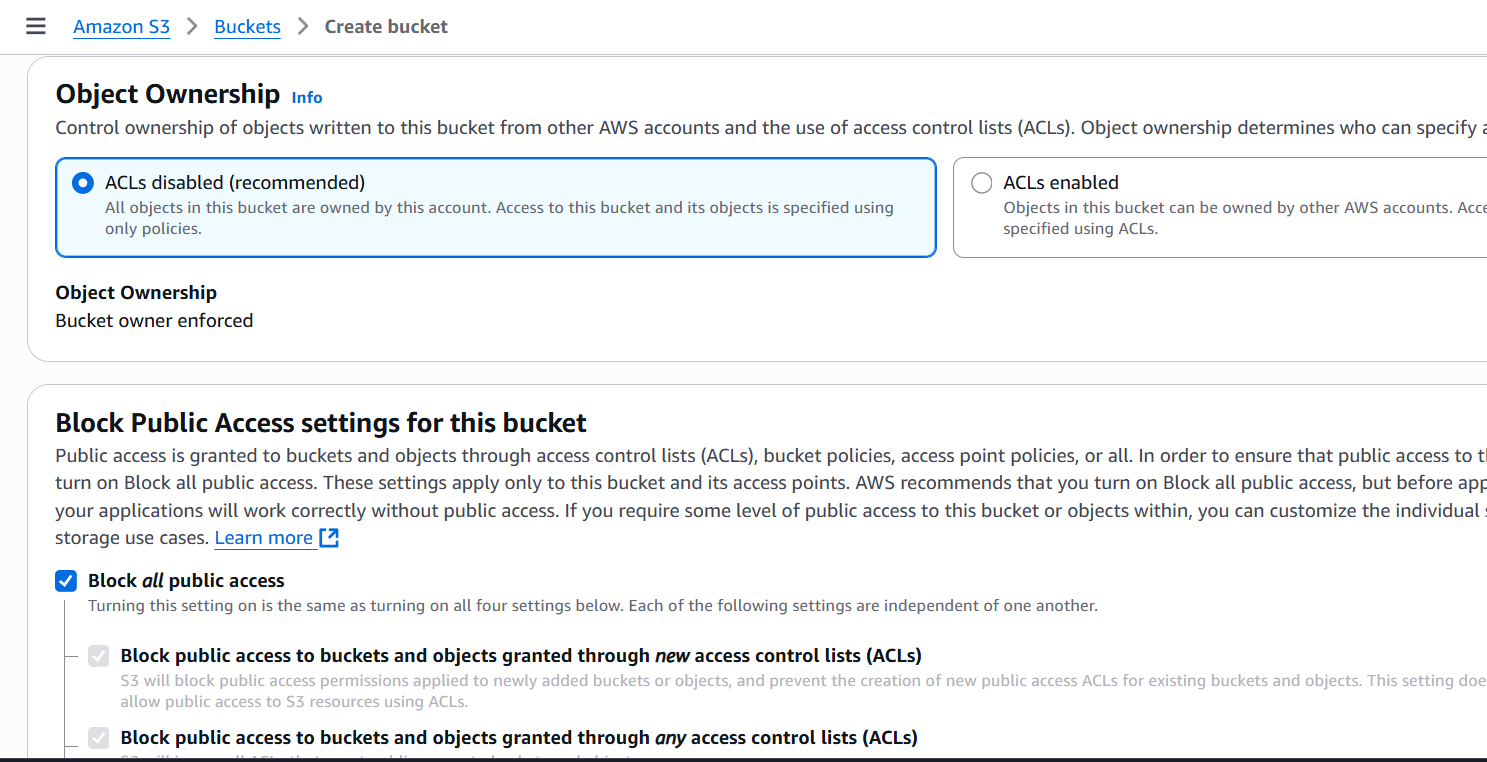 Amazon S3 > Buckets > Create bucket
Object Ownership Info
Control ownership of objects written to this bucket from other AWS accounts and the use of access control lists (ACLs). Object ownership determines who can specify
ACLs disabled (recommended)
All objects in this bucket are owned by this account. Access to this bucket and its objects is specified using
only policies.
ACLs enabled
Objects in this bucket can be owned by other AWS accounts.
specified using ACLs.
Object Ownership
Bucket owner enforced
Block Public Access settings for this bucket
Public access is granted to buckets and objects through access control lists (ACLs), bucket policies, access point policies, or all. In order to ensure that public access to
turn on Block all public access. These settings apply only to this bucket and its access points. AWS recommends that you turn on Block all public access, but before
your applications will work correctly without public access. If you require some level of public access to this bucket or objects within, you can customize the individual
storage use cases. Learn more
Block all public access
Turning this setting on is the same as turning on all four settings below. Each of the following settings are independent of one another.
Block public access to buckets and objects granted through new access control lists (ACLs)
S3 will block public access permissions applied to newly added buckets or objects, and prevent the creation of new public access ACLs for existing buckets and objects. This setting
allow public access to S3 resources using ACLs.
Block public access to buckets and objects granted through any access control lists (ACLs)